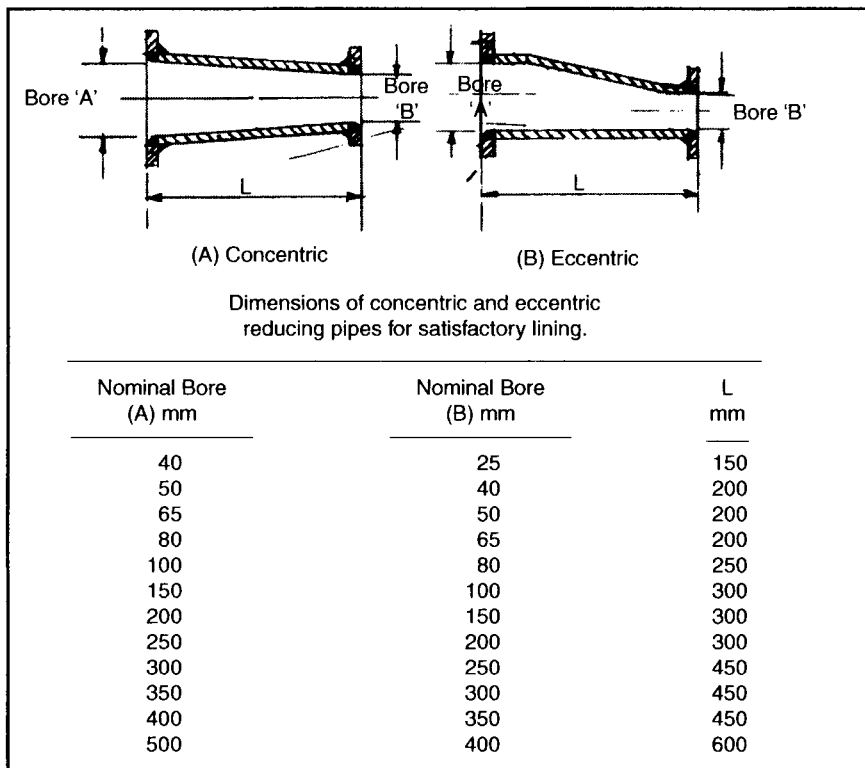 Bore 'A'
Bore
'B'
L
(A) Concentric
Bore
Bore 'B'
L
(B) Eccentric
Dimensions of concentric and eccentric
reducing pipes for satisfactory lining.
Nominal Bore Nominal Bore L
(A) mm (B) mm mm
40 25 150
50 40 200
65 50 200
80 65 200
100 80 250
150 100 300
200 150 300
250 200 300
300 250 450
350 300 450
400 350 450
500 400 600